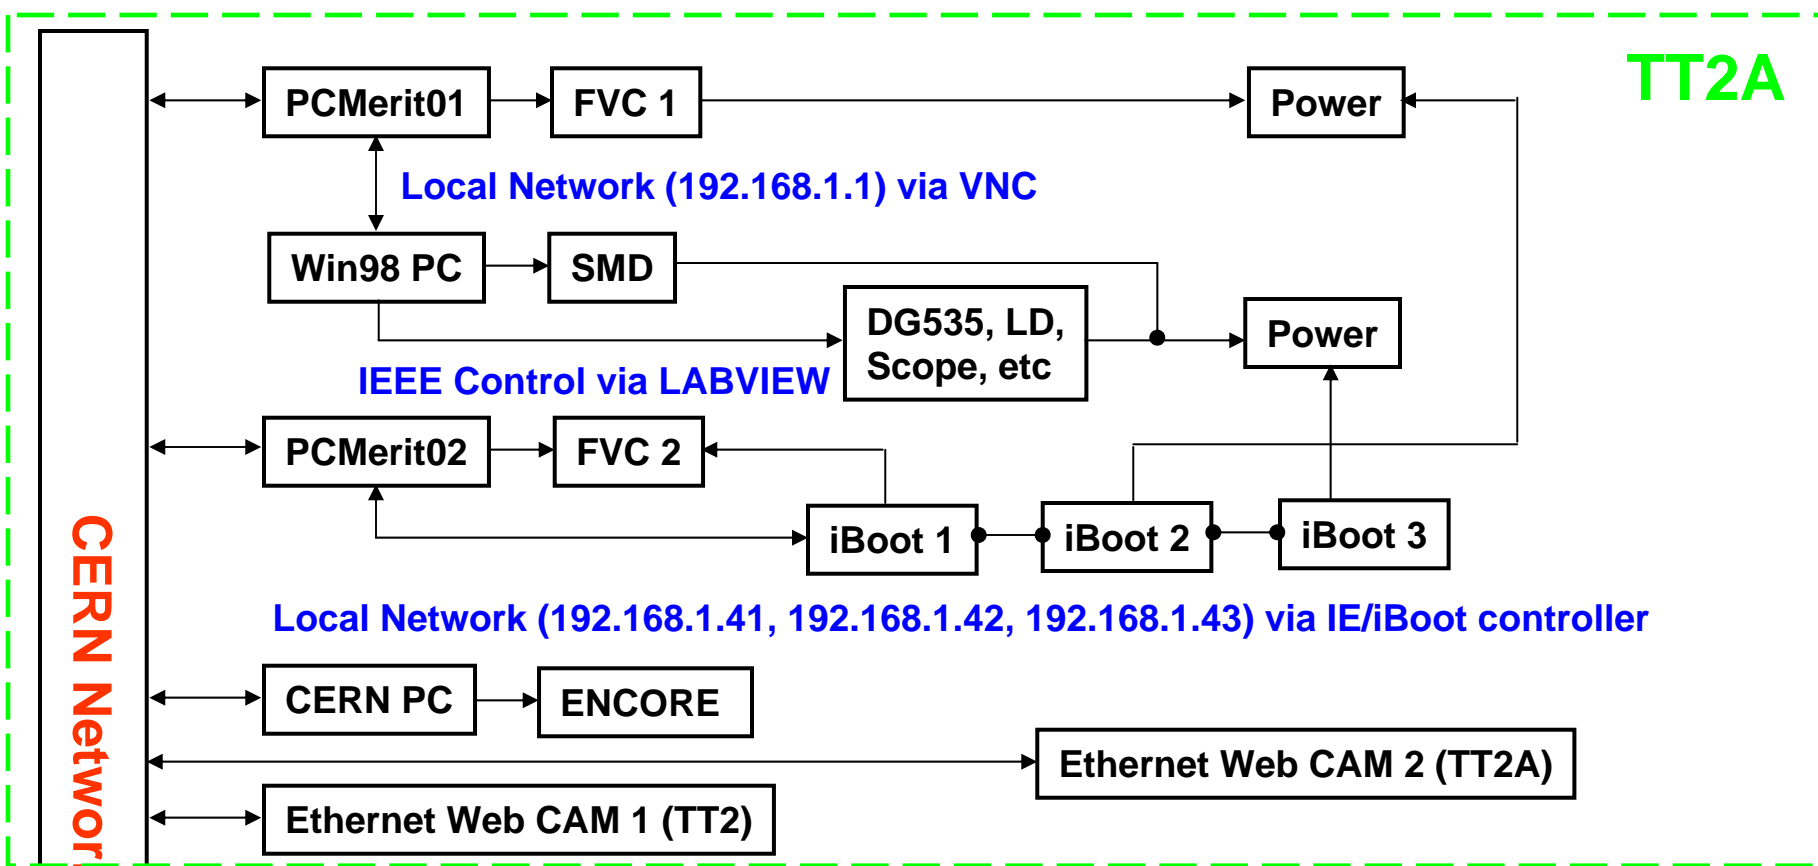 TT2A
PCMerit01
FVC 1
Power
Local Network (192.168.1.1) via VNC
Win98 PC
SMD
DG535, LD,
Scope, etc
Power
IEEE Control via LABVIEW
PCMerit02
FVC 2
iBoot 1
iBoot 2
iBoot 3
Local Network (192.168.1.41, 192.168.1.42, 192.168.1.43) via IE/iBoot controller
CERN PC
ENCORE
Ethernet Web CAM 2 (TT2A)
Ethernet Web CAM 1 (TT2)
CERN Networ